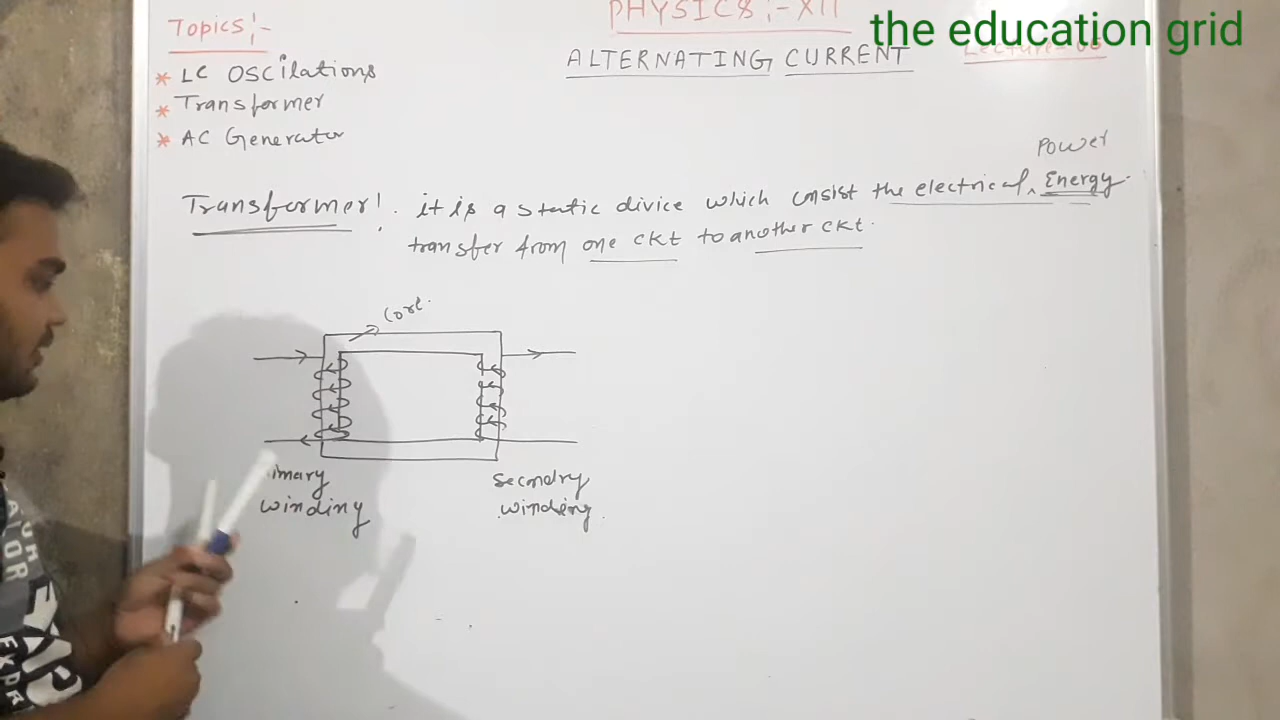 Topics:-
PHYSICS:- XII
the education grid
ALTERNATING CURRENT
* LC OSCilations
* Transformer
* AC Generator
Power
Transformer!. it is a static divice which consist the electrical, Energy
transfer from one ckt to another ckt.
Core
imary
winding
Secondry
winding